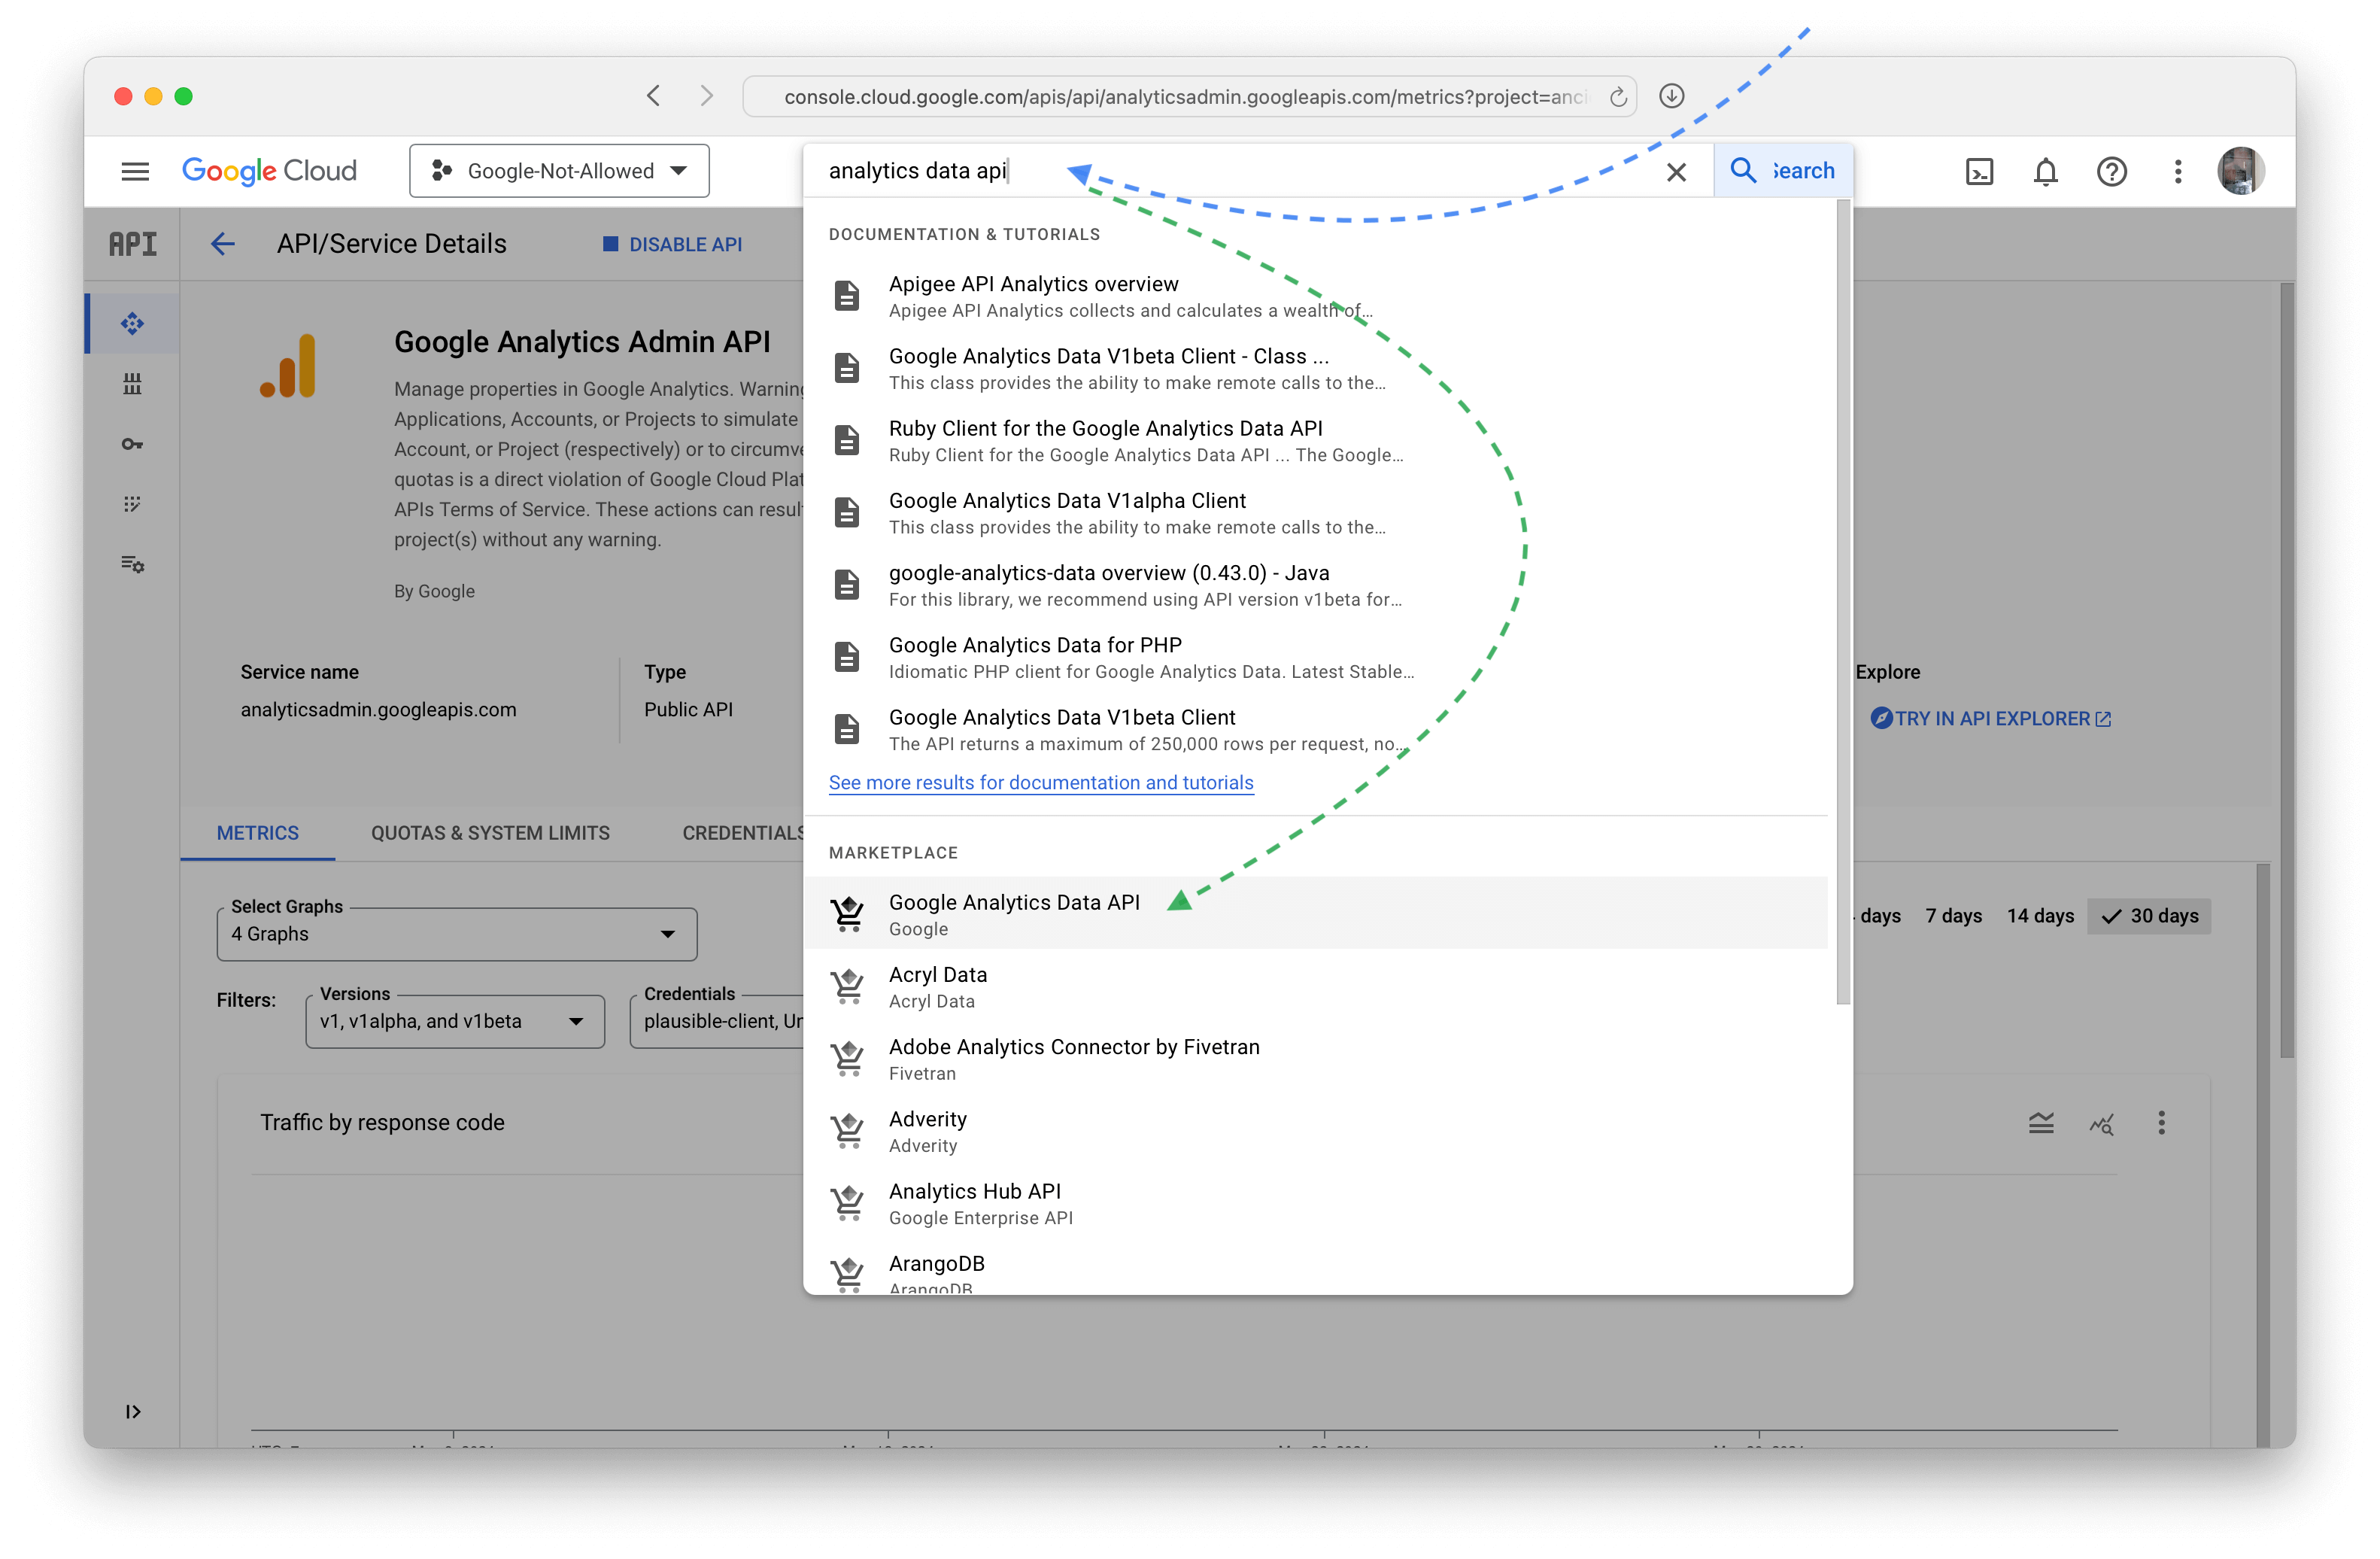 console.cloud.google.com/apis/api/analyticsadmin.googleapis.com/metrics?project=anci
Google Cloud
Google-Not-Allowed
analytics data api
Search
API
API/Service Details
DISABLE API
Google Analytics Admin API
Manage properties in Google Analytics. Warning
Applications, Accounts, or Projects to simulate
Account, or Project (respectively) or to circumve
quotas is a direct violation of Google Cloud Plat
APIs Terms of Service. These actions can resul
project(s) without any warning.
By Google
Service name
analyticsadmin.googleapis.com
Type
Public API
METRICS
QUOTAS & SYSTEM LIMITS
CREDENTIALS
Select Graphs
4 Graphs
Filters:
Versions
v1, v1alpha, and v1beta
Credentials
plausible-client, Un
Traffic by response code
DOCUMENTATION & TUTORIALS
Apigee API Analytics overview
Apigee API Analytics collects and calculates a wealth of…
Google Analytics Data V1beta Client - Class ...
This class provides the ability to make remote calls to the…
Ruby Client for the Google Analytics Data API
Ruby Client for the Google Analytics Data API ... The Google…
Google Analytics Data V1alpha Client
This class provides the ability to make remote calls to the…
google-analytics-data overview (0.43.0) - Java
For this library, we recommend using API version v1beta for…
Google Analytics Data for PHP
Idiomatic PHP client for Google Analytics Data. Latest Stable…
Google Analytics Data V1beta Client
The API returns a maximum of 250,000 rows per request, no…
See more results for documentation and tutorials
MARKETPLACE
Google Analytics Data API
Google
Acryl Data
Acryl Data
Adobe Analytics Connector by Fivetran
Fivetran
Adverity
Adverity
Analytics Hub API
Google Enterprise API
ArangoDB
ArangoDB
Explore
TRY IN API EXPLORER
days
7 days
14 days
30 days